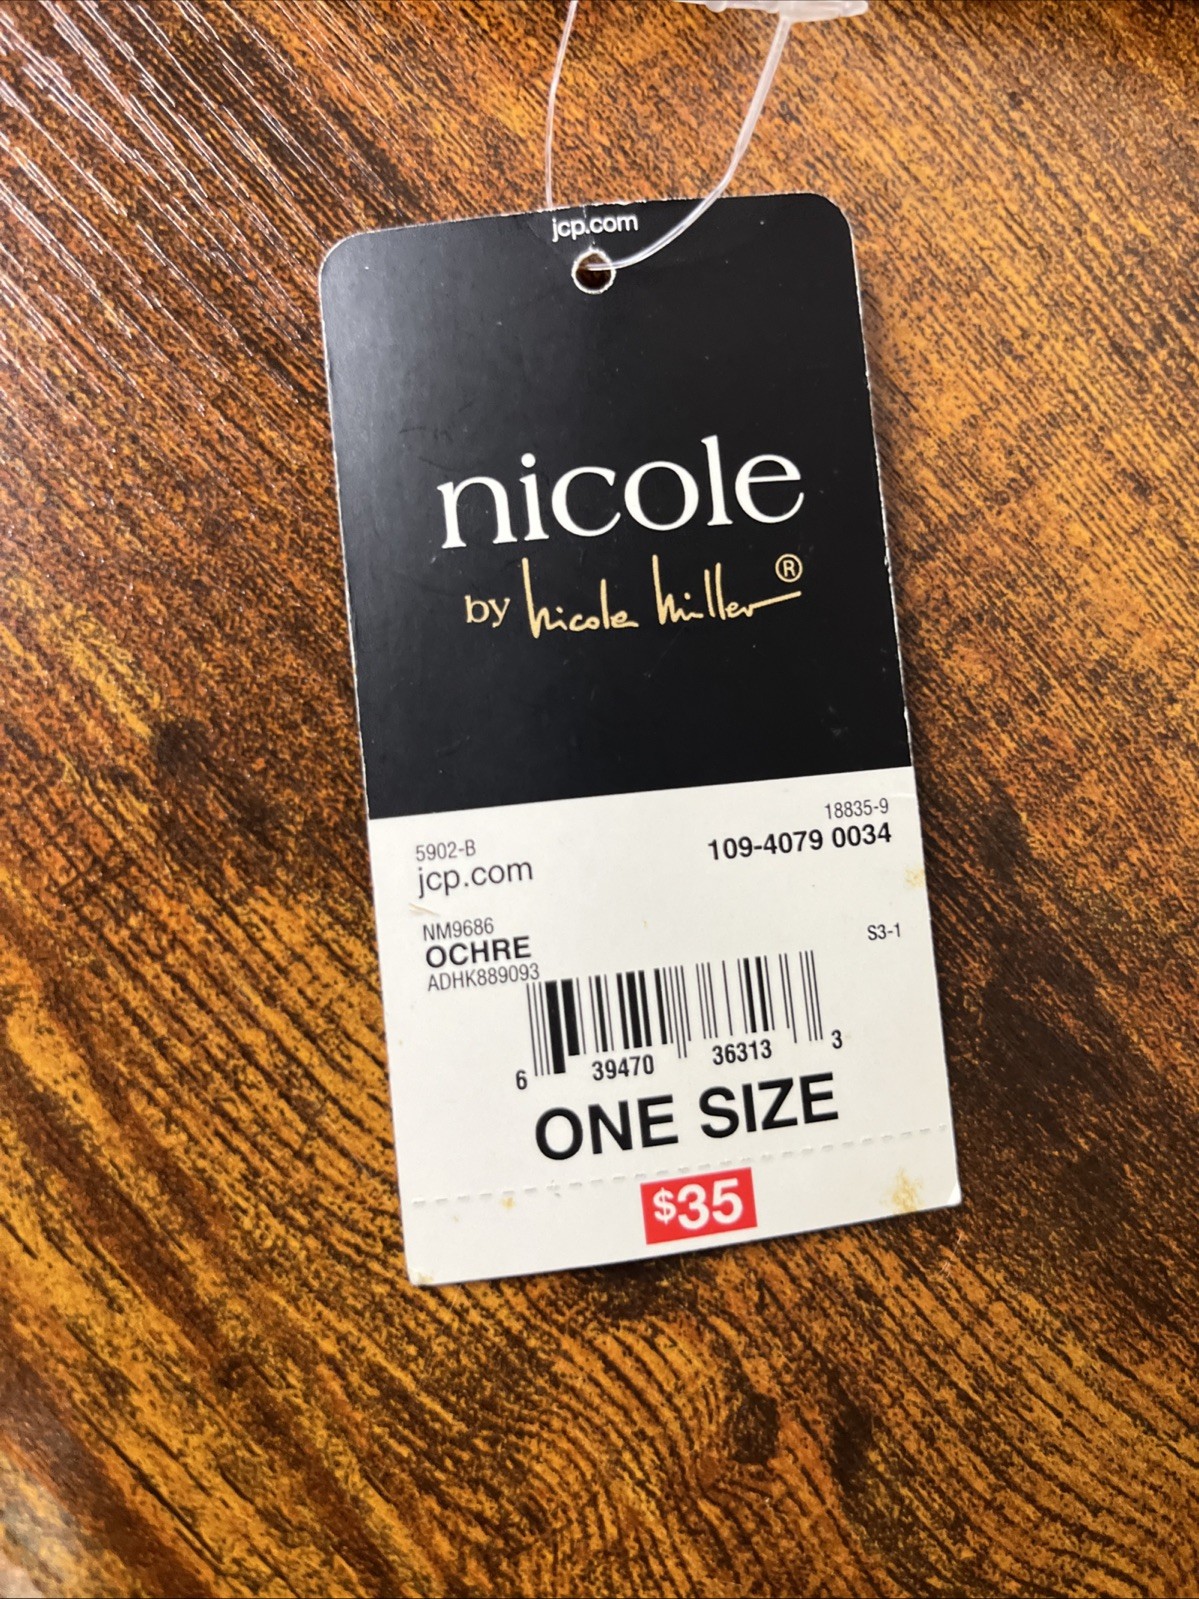 jcp.com
nicole
by nicole miller®
18835-9
5902-B
109-4079 0034
jcp.com
NM9686
OCHRE
S3-1
ADHK889093
6 39470 36313 3
ONE SIZE
$35